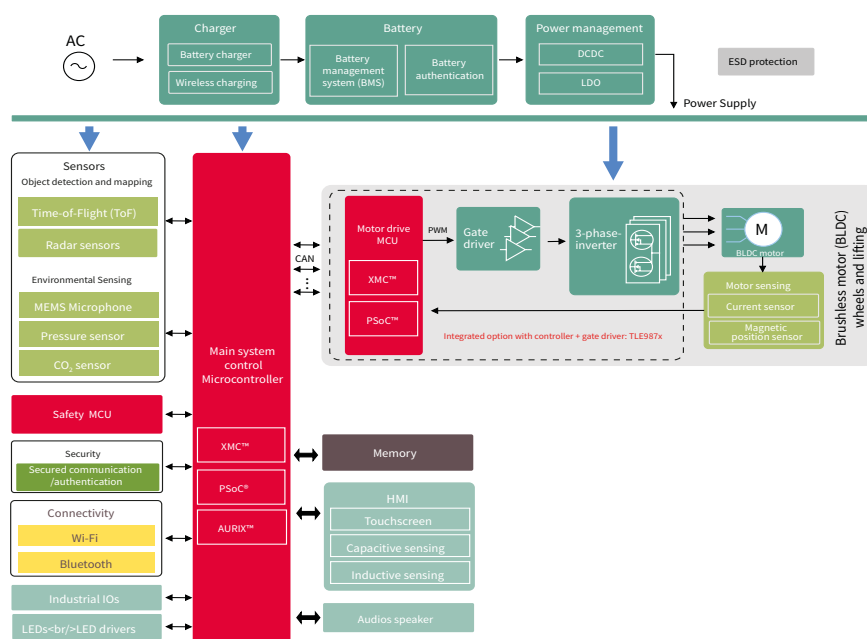 AC
Charger
Battery charger
Wireless charging
Battery
Battery
management
system (BMS)
Battery
authentication
Power management
DCDC
LDO
ESD protection
Power Supply
Sensors
Object detection and mapping
Time-of-Flight (ToF)
Radar sensors
Environmental Sensing
MEMS Microphone
Pressure sensor
CO₂ sensor
Safety MCU
Security
Secured communication
/authentication
Connectivity
Wi-Fi
Bluetooth
Industrial IOs
LEDs<br/>LED drivers
Main system
control
Microcontroller
XMC™
PSoC®
AURIX™
CAN
Motor drive
MCU
XMC™
PSoC™
PWM
Gate
driver
3-phase-
inverter
Integrated option with controller + gate driver: TLE987x
M
BLDC motor
Motor sensing
Current sensor
Magnetic
position sensor
Brushless motor (BLDC)
wheels and lifting
Memory
HMI
Touchscreen
Capacitive sensing
Inductive sensing
Audios speaker